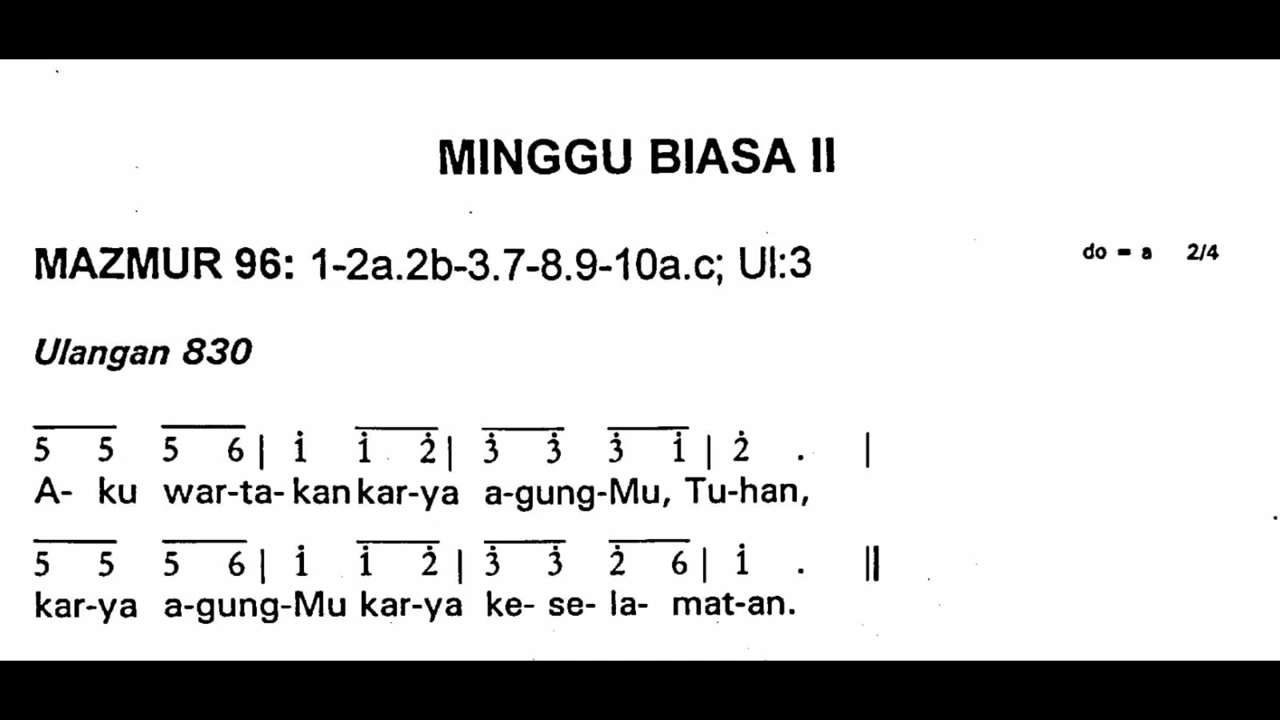 MINGGU BIASA II
MAZMUR 96: 1-2a.2b-3.7-8.9-10a.c; Ul:3 do = a 2/4
Ulangan 830
5 5 5 6 | 1̇ 1̇ 2̇ | 3̇ 3̇ 3̇ 1̇ | 2̇ . |
A- ku war-ta- kan kar-ya a-gung-Mu, Tu-han,
5 5 5 6 | 1̇ 1̇ 2̇ | 3̇ 3̇ 2̇ 6 | 1̇ . ||
kar-ya a-gung-Mu kar-ya ke- se- la- mat-an.